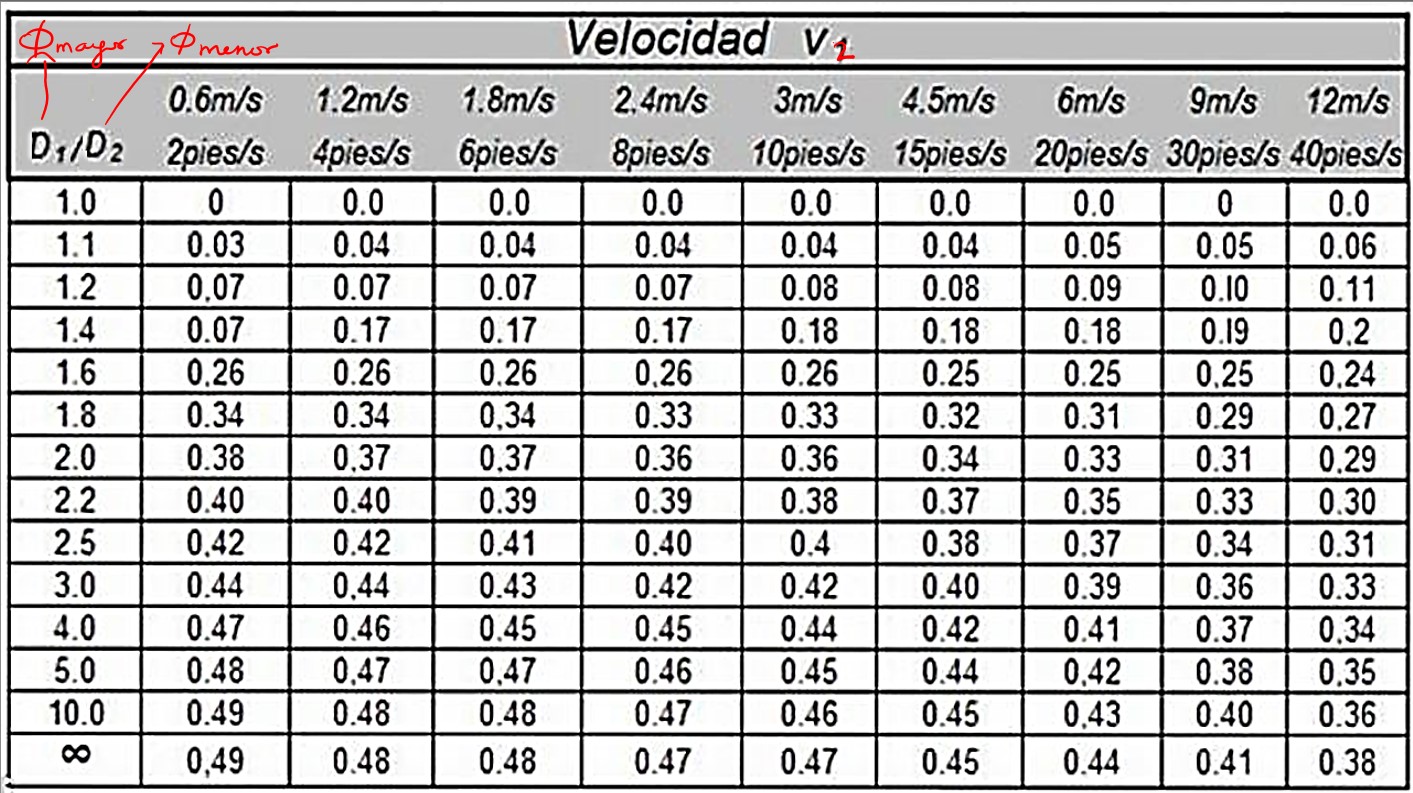 Φmayor → Φmenor Velocidad v2
0.6m/s 1.2m/s 1.8m/s 2.4m/s 3m/s 4.5m/s 6m/s 9m/s 12m/s
D1/D2 2pies/s 4pies/s 6pies/s 8pies/s 10pies/s 15pies/s 20pies/s 30pies/s 40pies/s
1.0 0 0.0 0.0 0.0 0.0 0.0 0.0 0 0.0
1.1 0.03 0.04 0.04 0.04 0.04 0.04 0.05 0.05 0.06
1.2 0,07 0.07 0.07 0.07 0.08 0.08 0.09 0.10 0.11
1.4 0.07 0.17 0.17 0.17 0.18 0.18 0.18 0.19 0.2
1.6 0,26 0.26 0,26 0,26 0.26 0.25 0.25 0,25 0,24
1.8 0.34 0.34 0,34 0.33 0.33 0.32 0.31 0.29 0,27
2.0 0.38 0,37 0,37 0.36 0.36 0.34 0.33 0.31 0,29
2.2 0.40 0.40 0.39 0.39 0.38 0.37 0.35 0.33 0.30
2.5 0,42 0.42 0.41 0.40 0.4 0.38 0,37 0.34 0.31
3.0 0.44 0,44 0.43 0.42 0.42 0.40 0.39 0.36 0.33
4.0 0.47 0.46 0.45 0.45 0.44 0.42 0.41 0.37 0,34
5.0 0.48 0,47 0.47 0.46 0.45 0.44 0,42 0.38 0,35
10.0 0.49 0.48 0.48 0.47 0.46 0.45 0,43 0.40 0.36
∞ 0,49 0.48 0.48 0.47 0.47 0.45 0.44 0.41 0.38